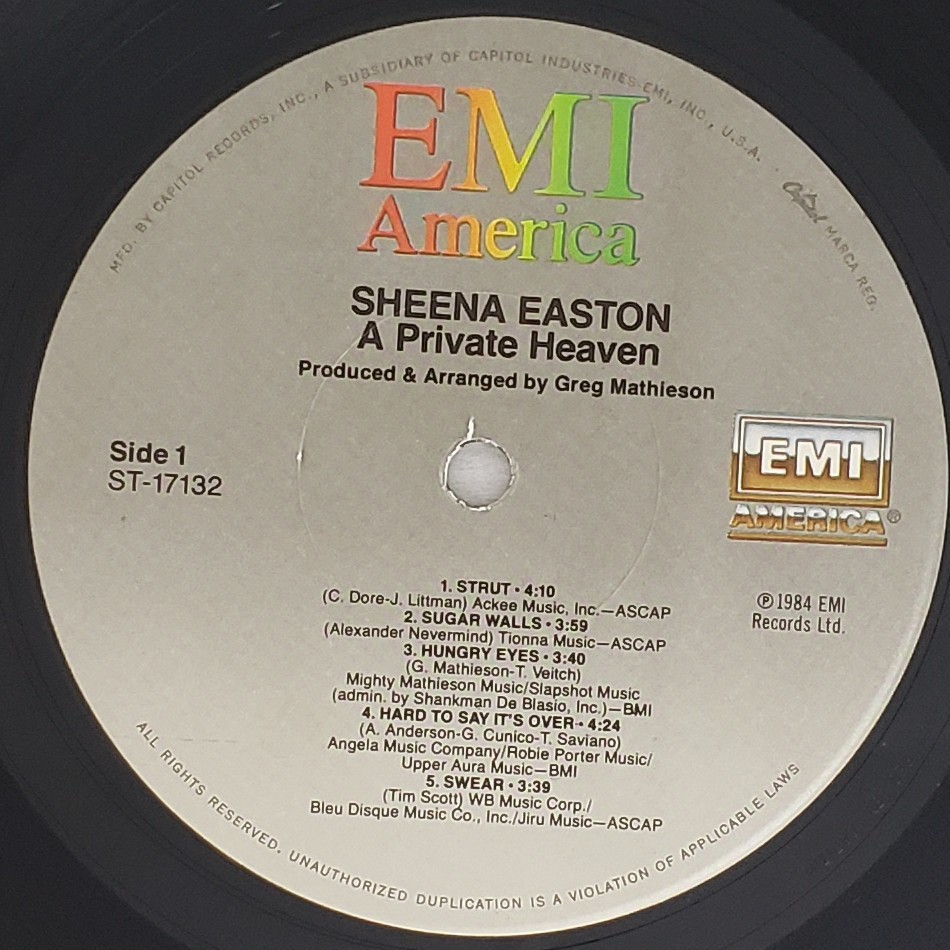 MFD. BY CAPITOL RECORDS, INC., A SUBSIDIARY OF CAPITOL INDUSTRIES-EMI, INC., U.S.A.
Capitol MARCA REG.
EMI
America
SHEENA EASTON
A Private Heaven
Produced & Arranged by Greg Mathieson
Side 1
ST-17132
EMI
AMERICA®
℗ 1984 EMI
Records Ltd.
1. STRUT • 4:10
(C. Dore-J. Littman) Ackee Music, Inc.—ASCAP
2. SUGAR WALLS • 3:59
(Alexander Nevermind) Tionna Music—ASCAP
3. HUNGRY EYES • 3:40
(G. Mathieson-T. Veitch)
Mighty Mathieson Music/Slapshot Music
(admin. by Shankman De Blasio, Inc.)—BMI
4. HARD TO SAY IT'S OVER • 4:24
(A. Anderson-G. Cunico-T. Saviano)
Angela Music Company/Robie Porter Music/
Upper Aura Music—BMI
5. SWEAR • 3:39
(Tim Scott) WB Music Corp./
Bleu Disque Music Co., Inc./Jiru Music—ASCAP
ALL RIGHTS RESERVED. UNAUTHORIZED DUPLICATION IS A VIOLATION OF APPLICABLE LAWS